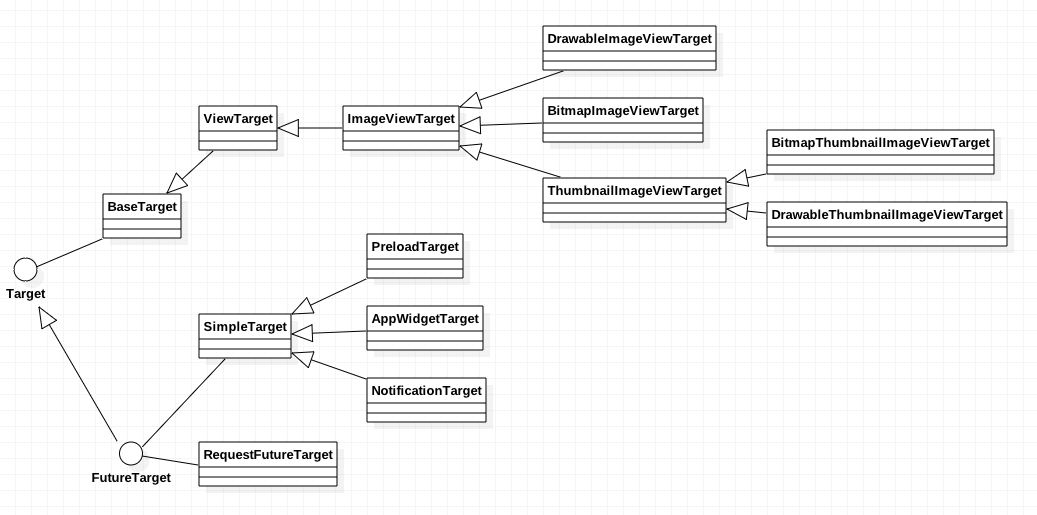 DrawableImageViewTarget
BitmapImageViewTarget
ViewTarget
ImageViewTarget
BitmapThumbnailImageViewTarget
ThumbnailImageViewTarget
BaseTarget
DrawableThumbnailImageViewTarget
PreloadTarget
Target
AppWidgetTarget
SimpleTarget
NotificationTarget
RequestFutureTarget
FutureTarget